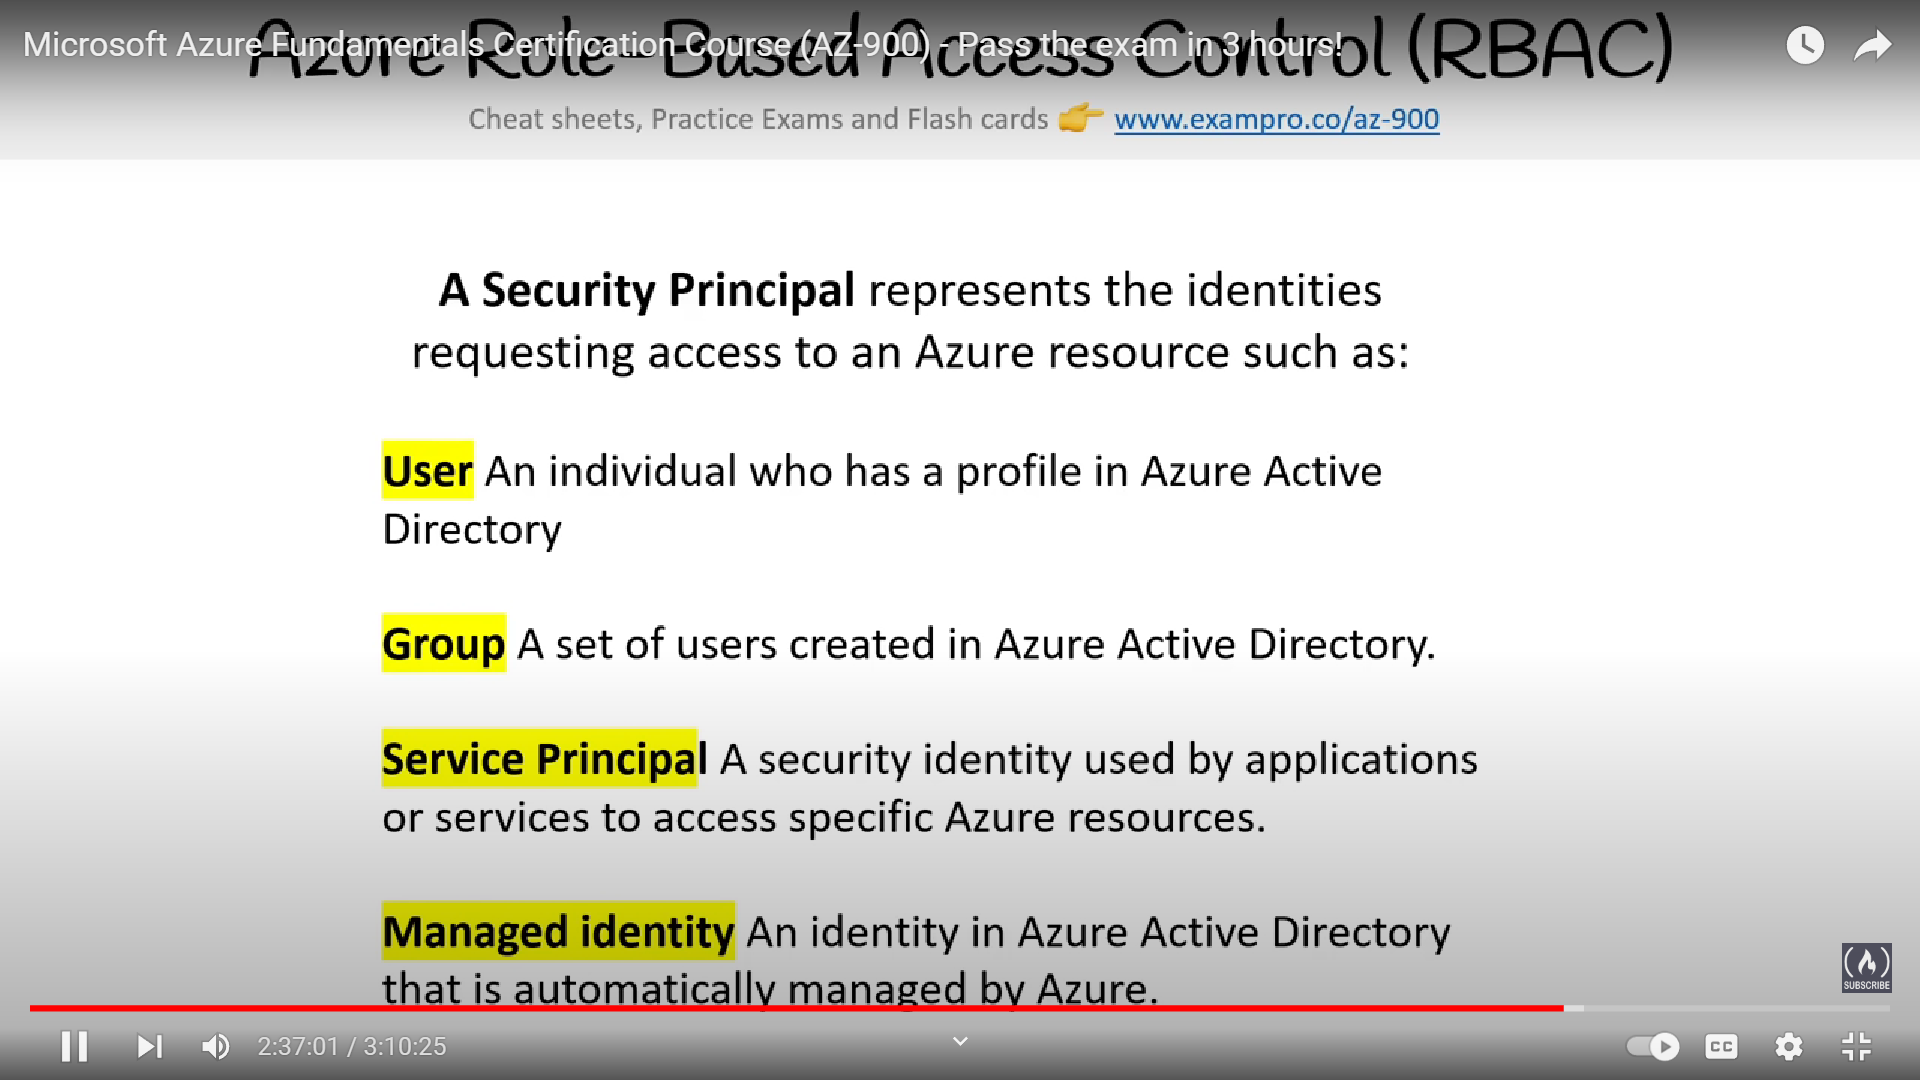 Microsoft Azure Fundamentals Certification Course (AZ-900) - Pass the exam in 3 hours!
Azure Role-Based Access Control (RBAC)
Cheat sheets, Practice Exams and Flash cards 👉 www.exampro.co/az-900
A Security Principal represents the identities
requesting access to an Azure resource such as:
User An individual who has a profile in Azure Active
Directory
Group A set of users created in Azure Active Directory.
Service Principal A security identity used by applications
or services to access specific Azure resources.
Managed identity An identity in Azure Active Directory
that is automatically managed by Azure.
SUBSCRIBE
2:37:01 / 3:10:25
CC